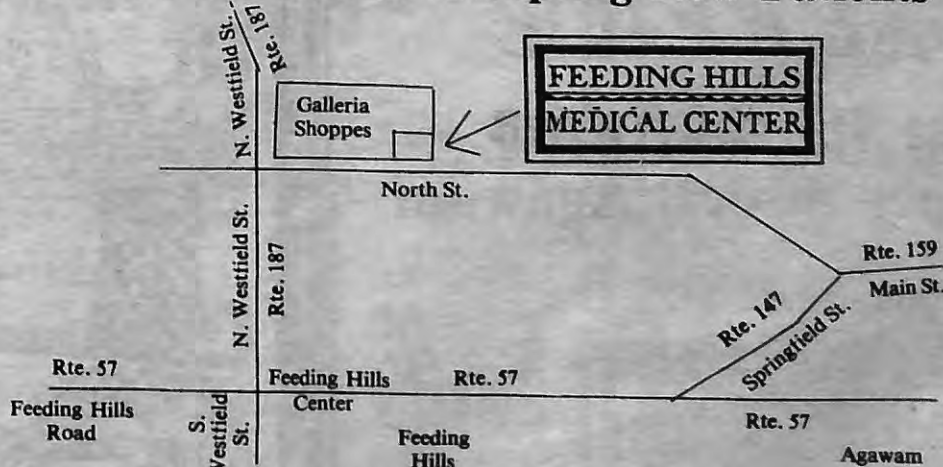 N. Westfield St.
Rte. 187
Galleria
Shoppes
FEEDING HILLS
MEDICAL CENTER
North St.
N. Westfield St.
Rte. 187
Rte. 159
Main St.
Rte. 147
Springfield St.
Rte. 57
Feeding Hills
Road
Feeding Hills
Center
Rte. 57
S.
Westfield
St.
Feeding
Hills
Rte. 57
Agawam